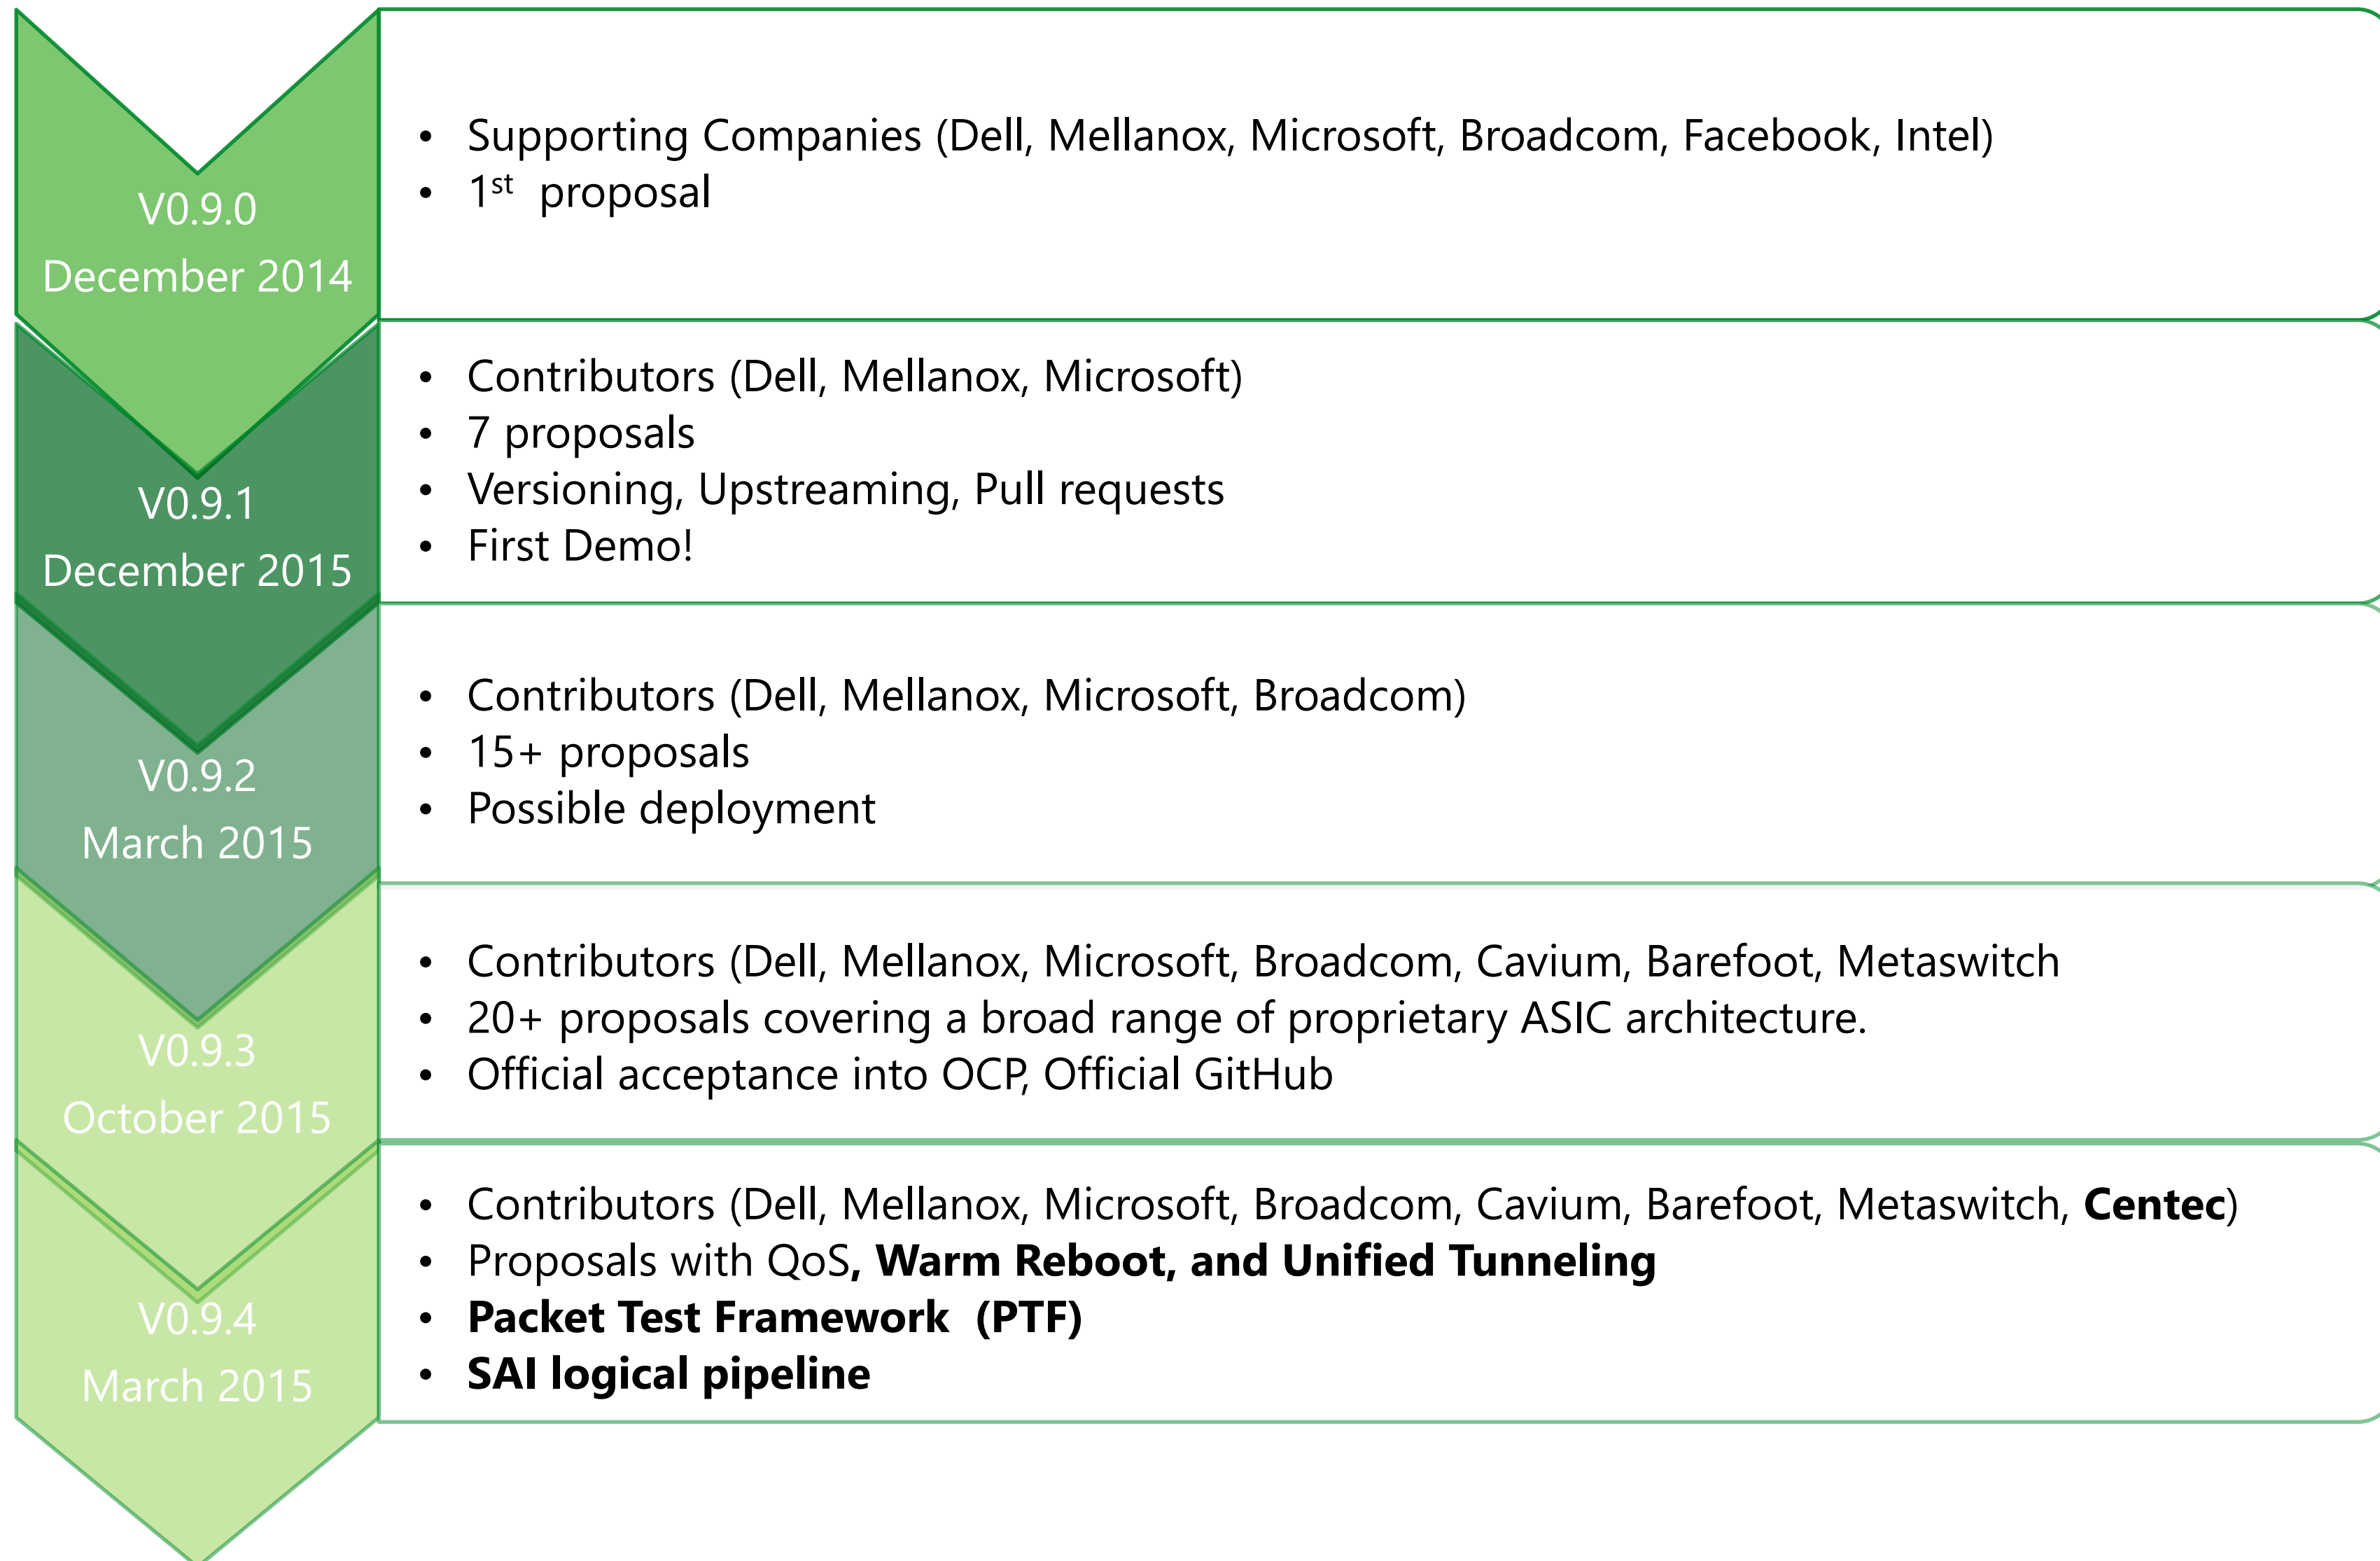 V0.9.0
December 2014
• Supporting Companies (Dell, Mellanox, Microsoft, Broadcom, Facebook, Intel)
• 1st  proposal
V0.9.1
December 2015
• Contributors (Dell, Mellanox, Microsoft)
• 7 proposals
• Versioning, Upstreaming, Pull requests
• First Demo!
V0.9.2
March 2015
• Contributors (Dell, Mellanox, Microsoft, Broadcom)
• 15+ proposals
• Possible deployment
V0.9.3
October 2015
• Contributors (Dell, Mellanox, Microsoft, Broadcom, Cavium, Barefoot, Metaswitch
• 20+ proposals covering a broad range of proprietary ASIC architecture.
• Official acceptance into OCP, Official GitHub
V0.9.4
March 2015
• Contributors (Dell, Mellanox, Microsoft, Broadcom, Cavium, Barefoot, Metaswitch, Centec)
• Proposals with QoS, Warm Reboot, and Unified Tunneling
• Packet Test Framework  (PTF)
• SAI logical pipeline